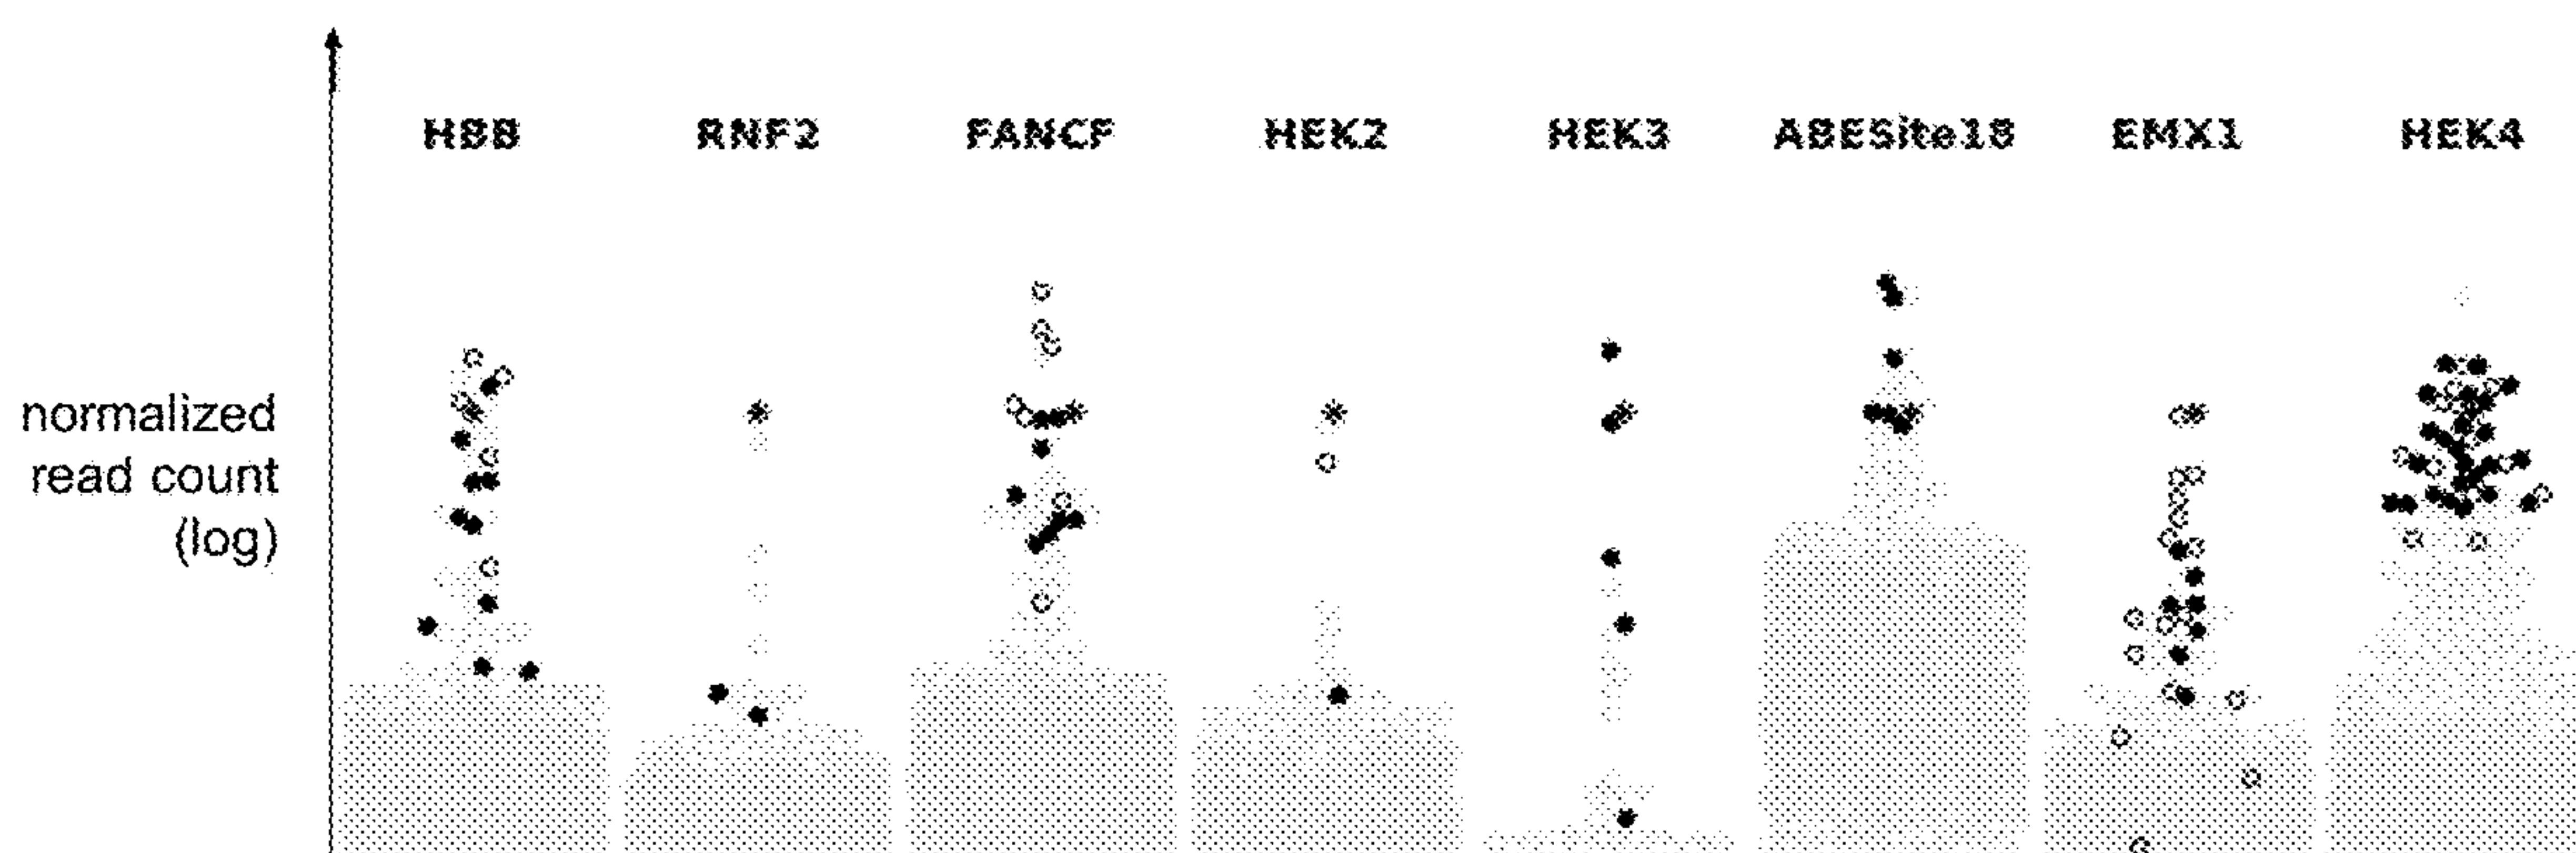 HBB RNF2 FANCF HEK2 HEK3 ABESite18 EMX1 HEK4
normalized
read count
(log)